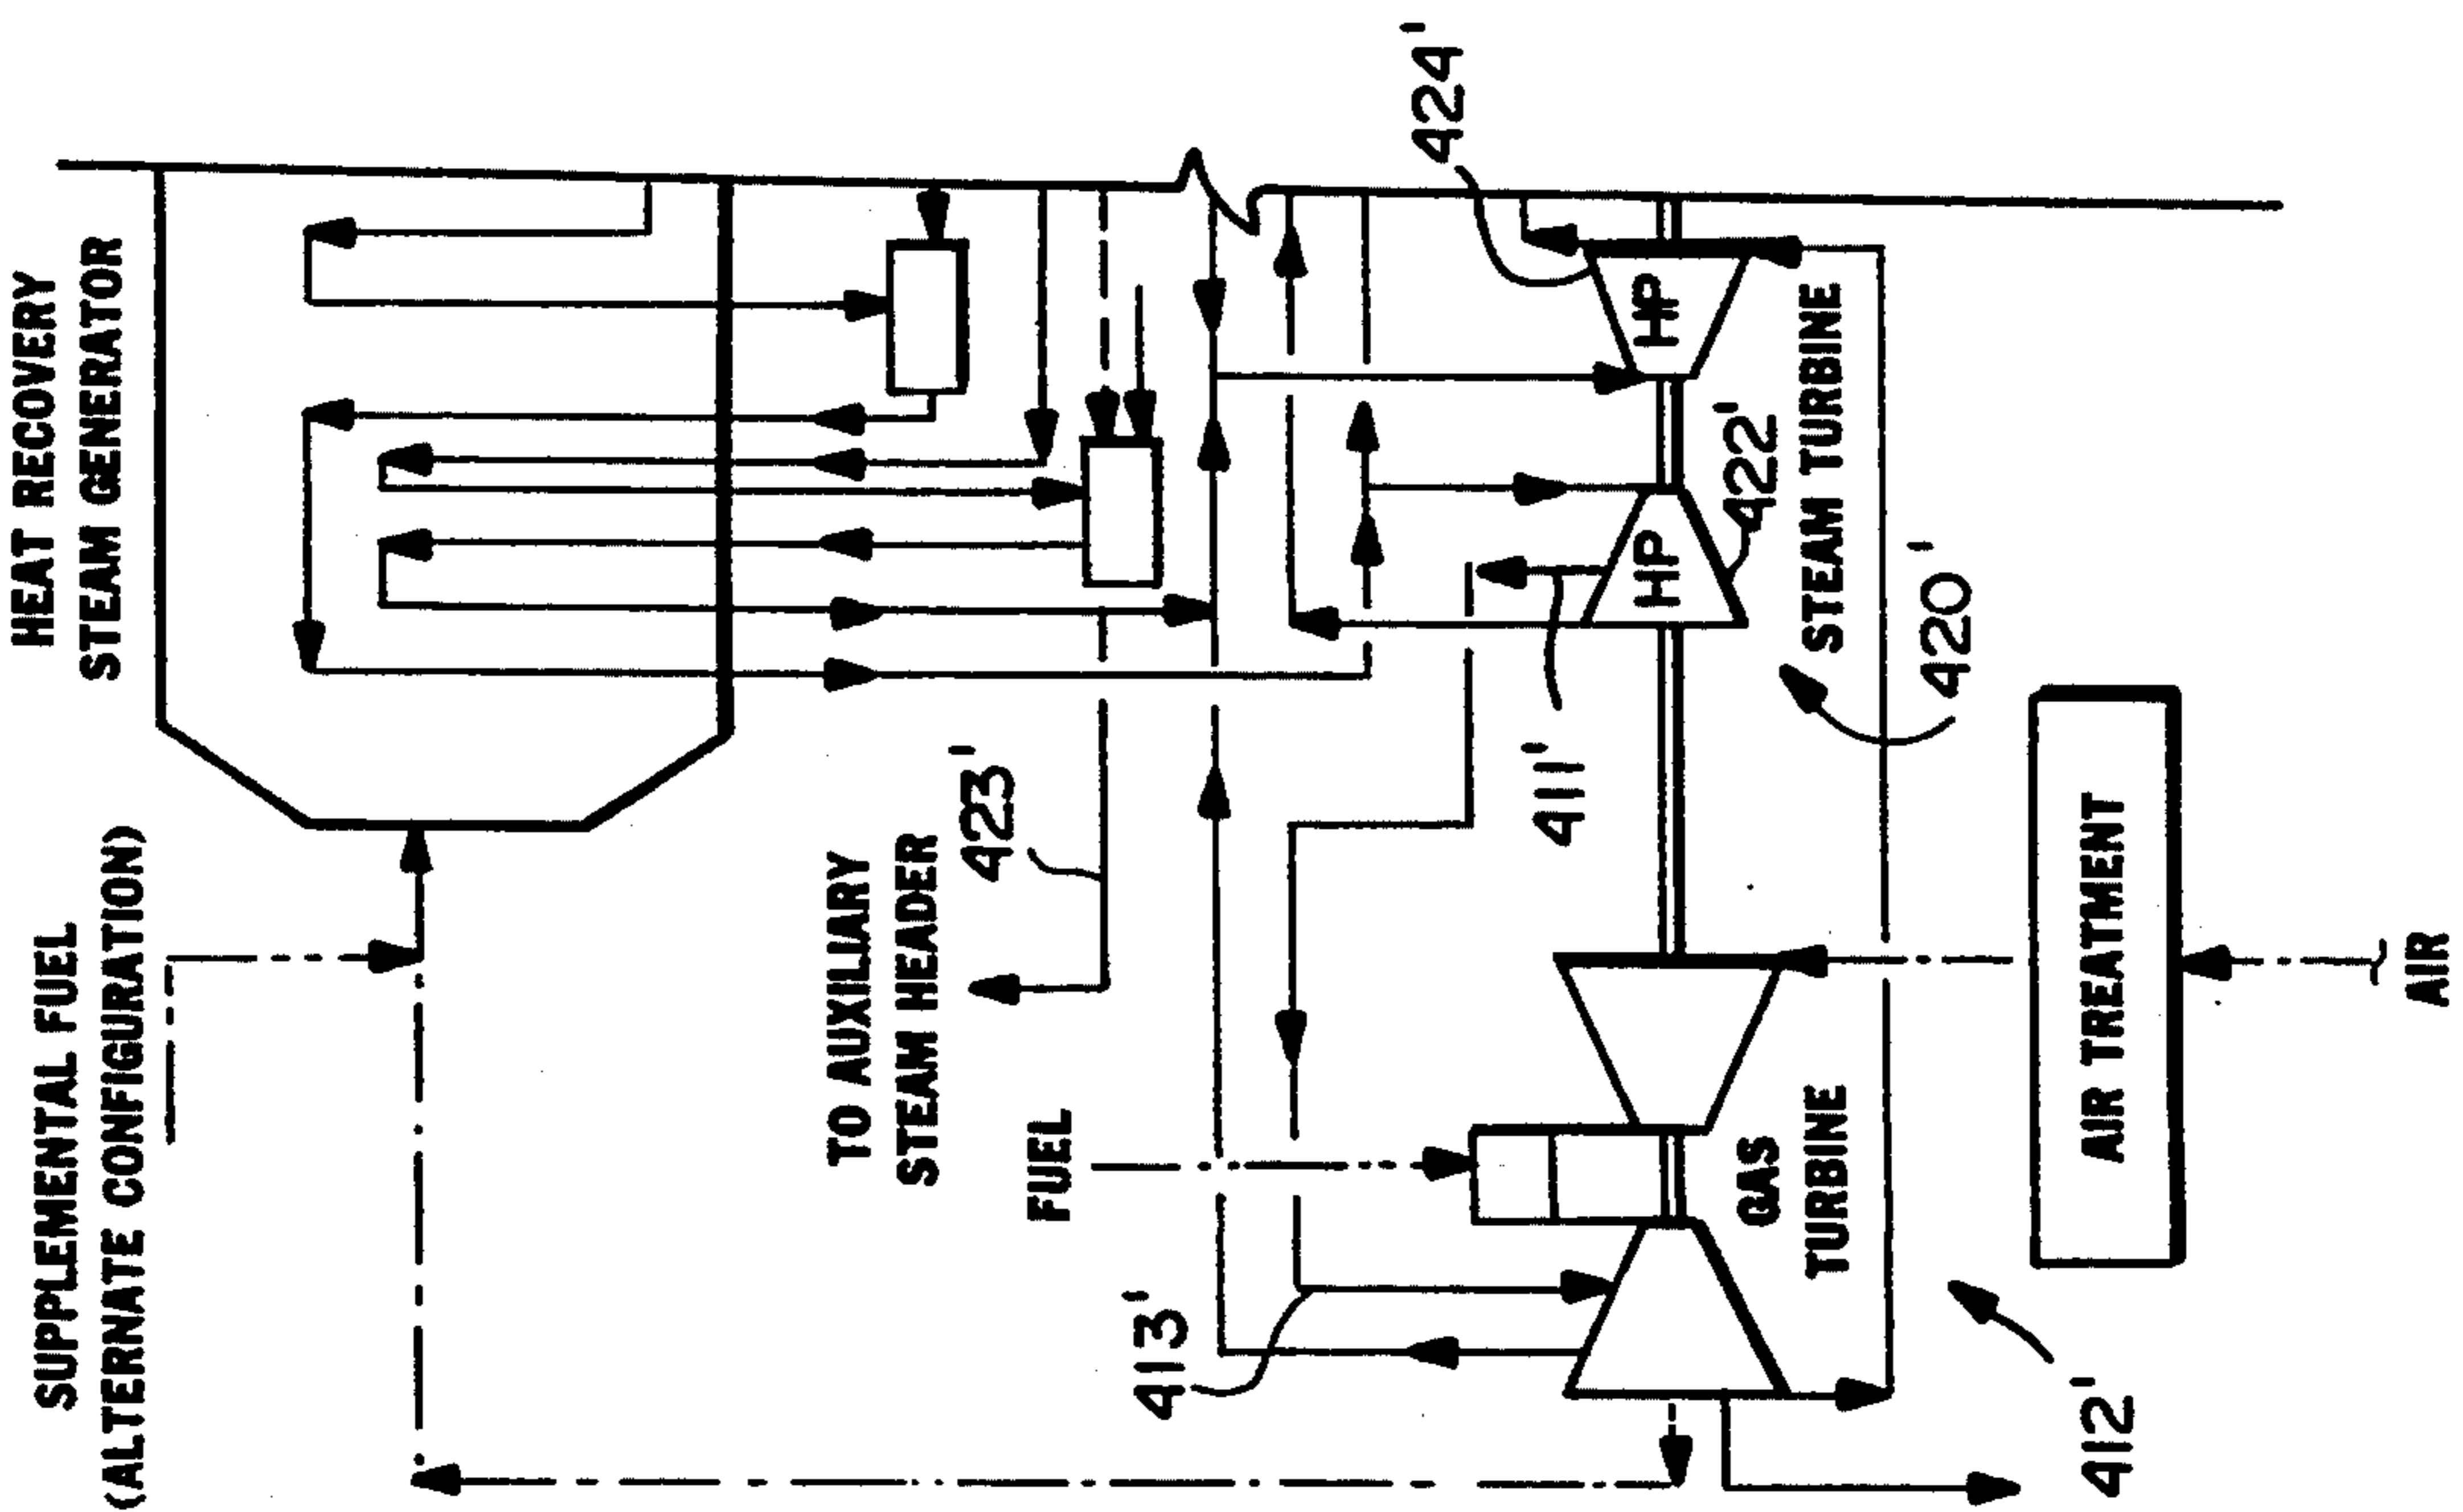 HEAT RECOVERY
STEAM GENERATOR
SUPPLEMENTAL FUEL
(ALTERNATE CONFIGURATION)
TO AUXILIARY
STEAM HEADER
423'
FUEL
413'
424'
HP
HP
422'
411'
STEAM TURBINE
420'
GAS
TURBINE
AIR TREATMENT
AIR
412'